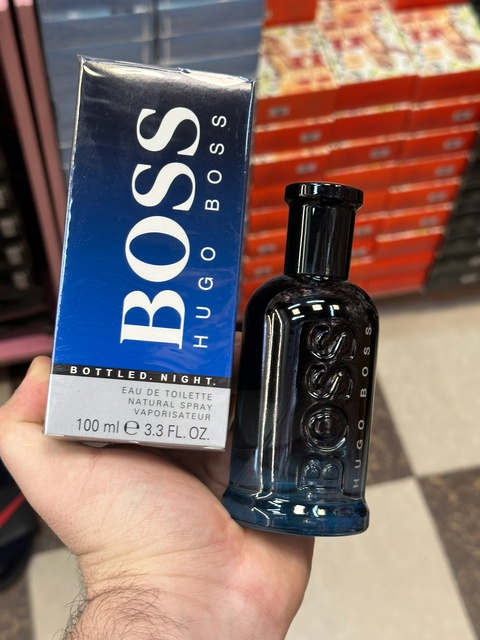 BOSS
HUGO BOSS
BOTTLED. NIGHT.
EAU DE TOILETTE
NATURAL SPRAY
VAPORISATEUR
100 ml ℮ 3.3 FL. OZ.
BOSS
HUGO BOSS